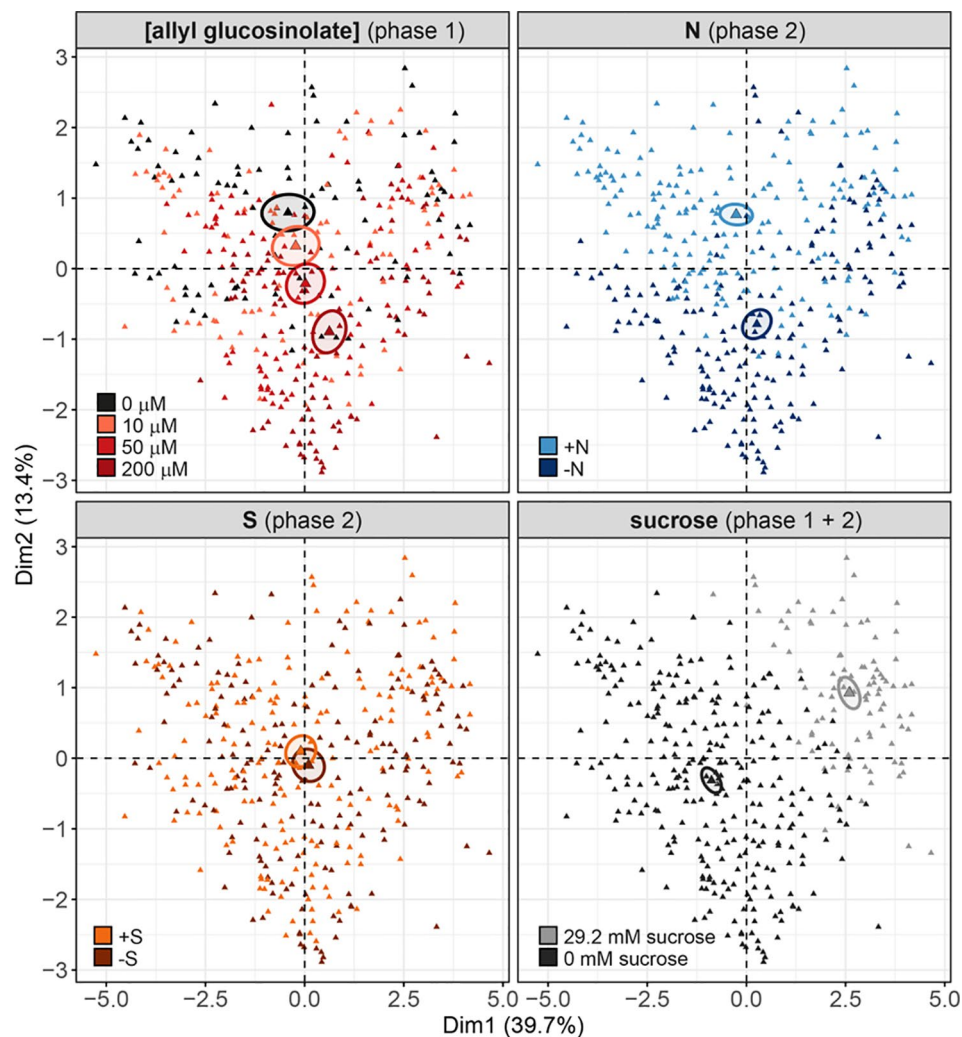 [allyl glucosinolate] (phase 1)
N (phase 2)
3
2
1
0
−1
−2
−3
0 μM
10 μM
50 μM
200 μM
+N
-N
S (phase 2)
sucrose (phase 1 + 2)
3
2
1
0
−1
−2
−3
+S
-S
29.2 mM sucrose
0 mM sucrose
−5.0
−2.5
0.0
2.5
5.0
−5.0
−2.5
0.0
2.5
5.0
Dim1 (39.7%)
Dim2 (13.4%)